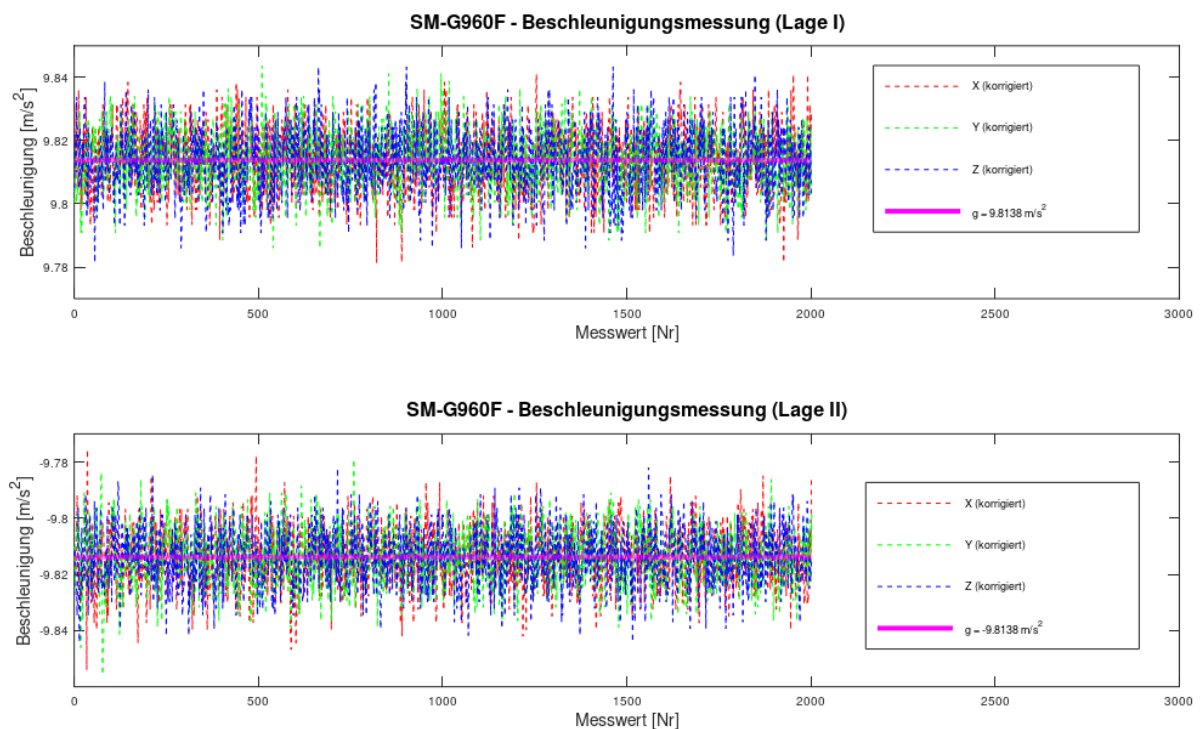 SM-G960F - Beschleunigungsmessung (Lage I)
Beschleunigung [m/s²]
9.84
9.82
9.8
9.78
0
500
1000
1500
2000
2500
3000
Messwert [Nr]
X (korrigiert)
Y (korrigiert)
Z (korrigiert)
g = 9.8138 m/s²
SM-G960F - Beschleunigungsmessung (Lage II)
Beschleunigung [m/s²]
-9.78
-9.8
-9.82
-9.84
0
500
1000
1500
2000
2500
3000
Messwert [Nr]
X (korrigiert)
Y (korrigiert)
Z (korrigiert)
g = -9.8138 m/s²